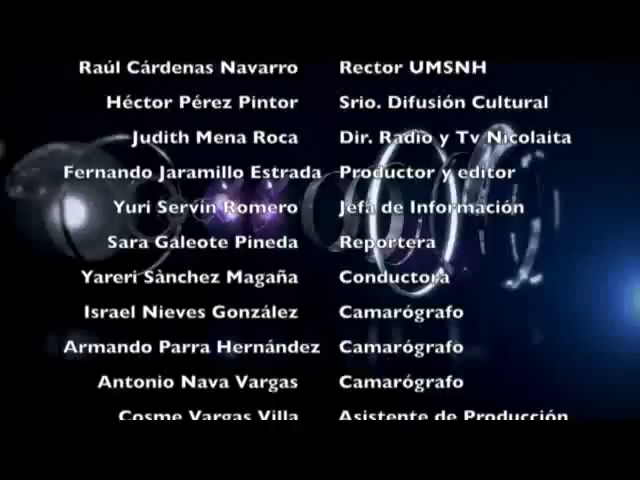 Raúl Cárdenas Navarro Rector UMSNH
Héctor Pérez Pintor Srio. Difusión Cultural
Judith Mena Roca Dir. Radio y Tv Nicolaita
Fernando Jaramillo Estrada Productor y editor
Yuri Servín Romero Jefa de Información
Sara Galeote Pineda Reportera
Yareri Sànchez Magaña Conductora
Israel Nieves González Camarógrafo
Armando Parra Hernández Camarógrafo
Antonio Nava Vargas Camarógrafo
Cosme Vargas Villa Asistente de Producción